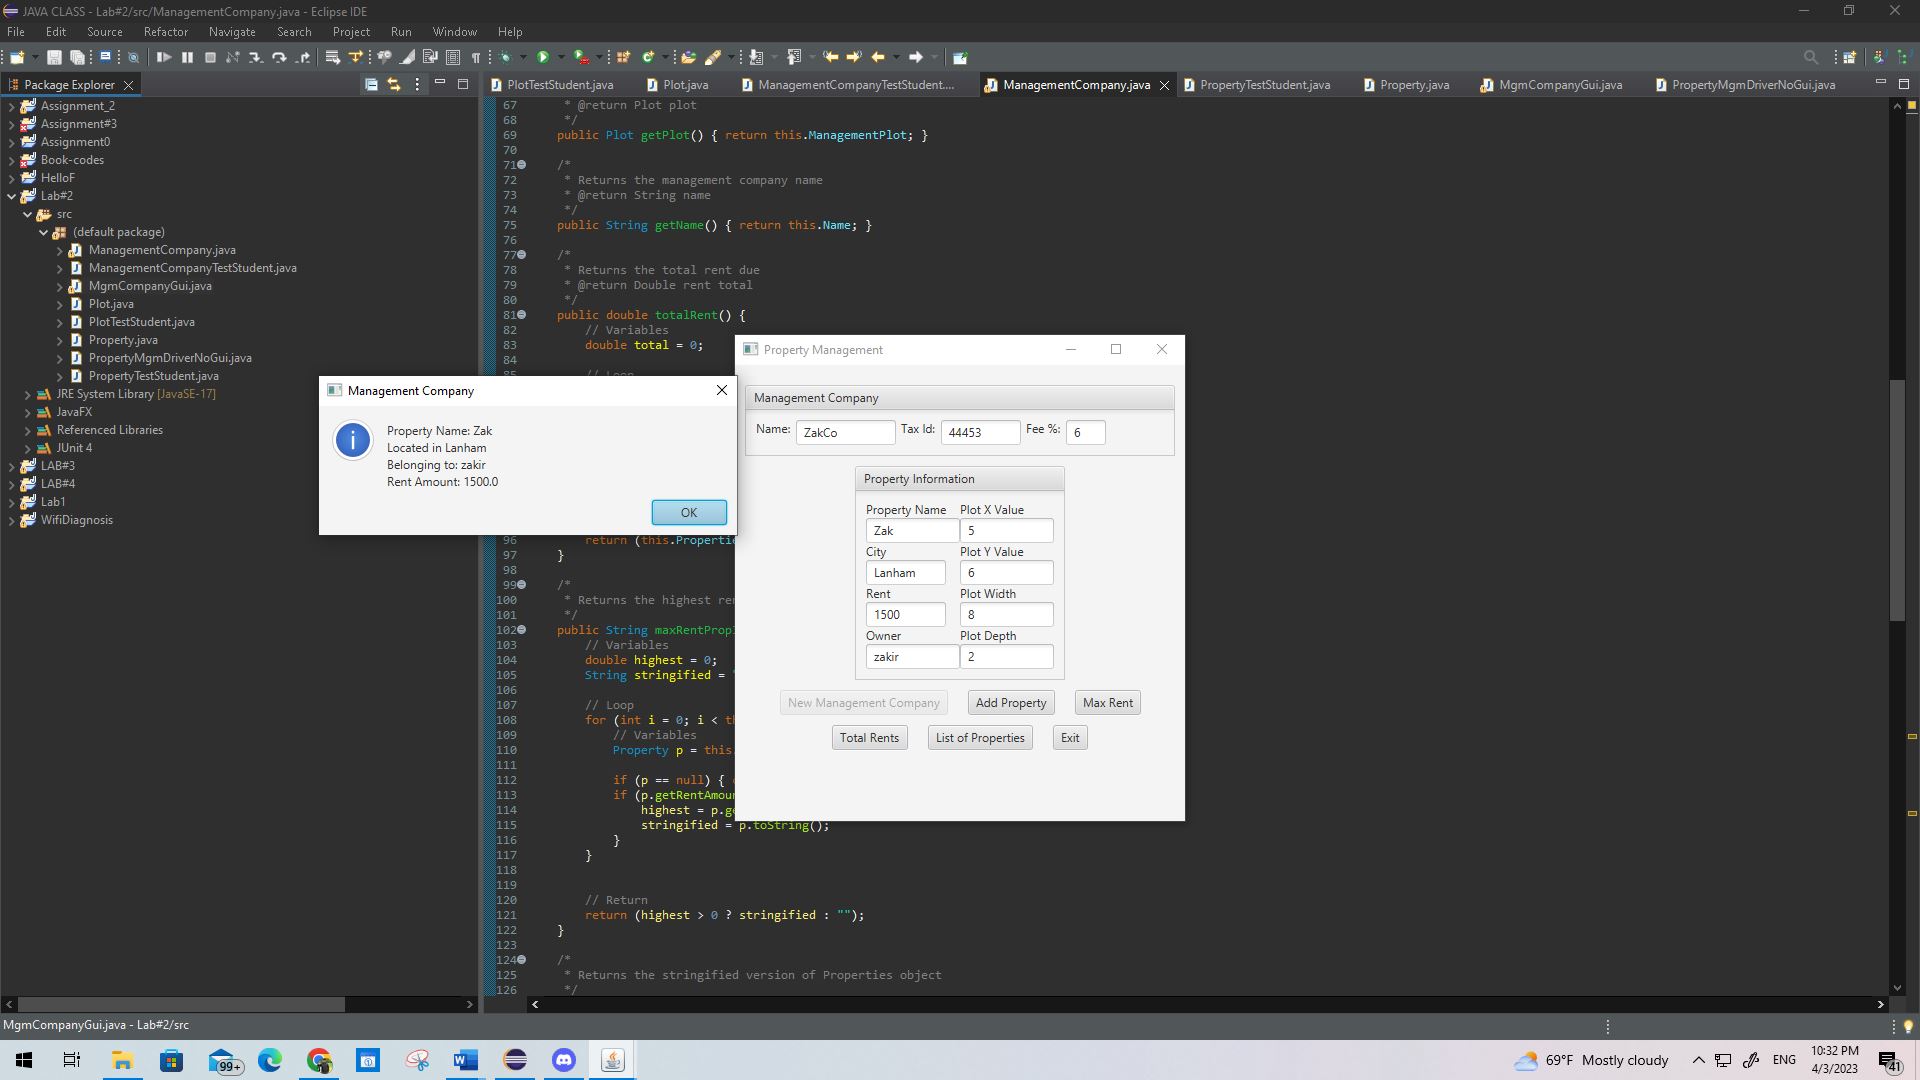 JAVA CLASS - Lab#2/src/ManagementCompany.java - Eclipse IDE
File Edit Source Refactor Navigate Search Project Run Window Help
Package Explorer
PlotTestStudent.java Plot.java ManagementCompanyTestStudent.... ManagementCompany.java PropertyTestStudent.java Property.java MgmCompanyGui.java PropertyMgmDriverNoGui.java
Assignment_2
Assignment#3
Assignment0
Book-codes
HelloF
Lab#2
src
(default package)
ManagementCompany.java
ManagementCompanyTestStudent.java
MgmCompanyGui.java
Plot.java
PlotTestStudent.java
Property.java
PropertyMgmDriverNoGui.java
PropertyTestStudent.java
JRE System Library [JavaSE-17]
JavaFX
Referenced Libraries
JUnit 4
LAB#3
LAB#4
Lab1
WifiDiagnosis
67 * @return Plot plot
68 */
69 public Plot getPlot() { return this.ManagementPlot; }
70
71 /*
72 * Returns the management company name
73 * @return String name
74 */
75 public String getName() { return this.Name; }
76
77 /*
78 * Returns the total rent due
79 * @return Double rent total
80 */
81 public double totalRent() {
82 // Variables
83 double total = 0;
84
96 return (this.Propertie
97 }
98
99 /*
100 * Returns the highest re
101 */
102 public String maxRentProp
103 // Variables
104 double highest = 0;
105 String stringified =
106
107 // Loop
108 for (int i = 0; i < th
109 // Variables
110 Property p = this.
111
112 if (p == null) {
113 if (p.getRentAmou
114 highest = p.ge
115 stringified = p.toString();
116 }
117 }
118
119
120 // Return
121 return (highest > 0 ? stringified : "");
122 }
123
124 /*
125 * Returns the stringified version of Properties object
126 */
Management Company
Property Name: Zak
Located in Lanham
Belonging to: zakir
Rent Amount: 1500.0
OK
Property Management
Management Company
Name: ZakCo Tax Id: 44453 Fee %: 6
Property Information
Property Name Plot X Value
Zak 5
City Plot Y Value
Lanham 6
Rent Plot Width
1500 8
Owner Plot Depth
zakir 2
New Management Company Add Property Max Rent
Total Rents List of Properties Exit
MgmCompanyGui.java - Lab#2/src
99+
69°F Mostly cloudy ENG
10:32 PM
4/3/2023
41